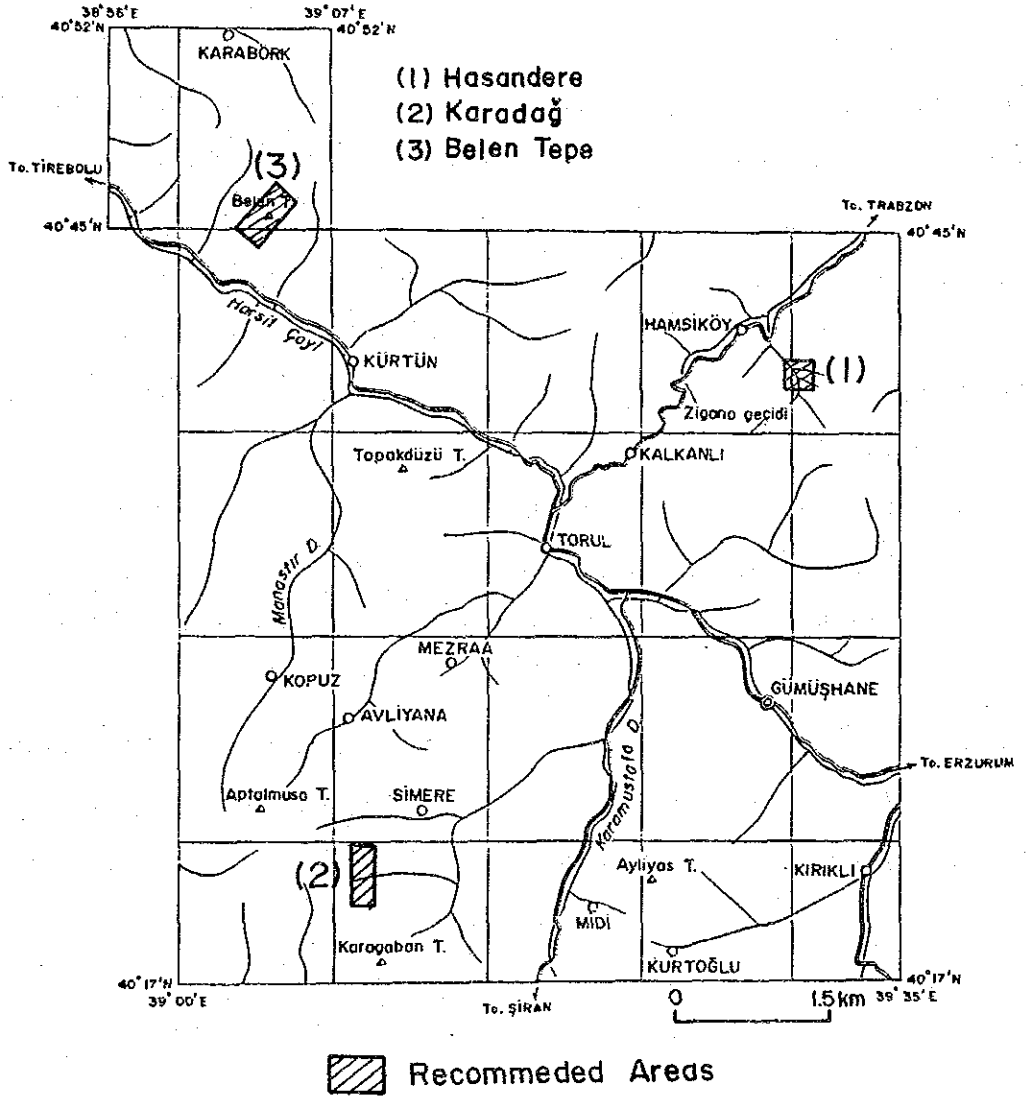 38°56'E
39°07'E
40°52'N
40°52'N
KARABÖRK
(1) Hasandere
(2) Karadağ
(3) Belen Tepe
To. TİREBOLU
(3)
Belen T.
40°45'N
To. TRABZON
40°45'N
Harşit Çayı
HAMSİKÖY
KÜRTÜN
(1)
Zigana geçidi
Topakdüzü T.
KALKANLI
TORUL
Manastır D.
MEZRAA
KOPUZ
GÜMÜŞHANE
AVLİYANA
Karamustafa D.
To. ERZURUM
Aptalmusa T.
SİMERE
(2)
Ayliyas T.
KIRIKLI
MİDİ
Karagaban T.
KURTOĞLU
40°17'N
40°17'N
39°00'E
39°35'E
To. ŞİRAN
0
1.5 km
Recommeded Areas